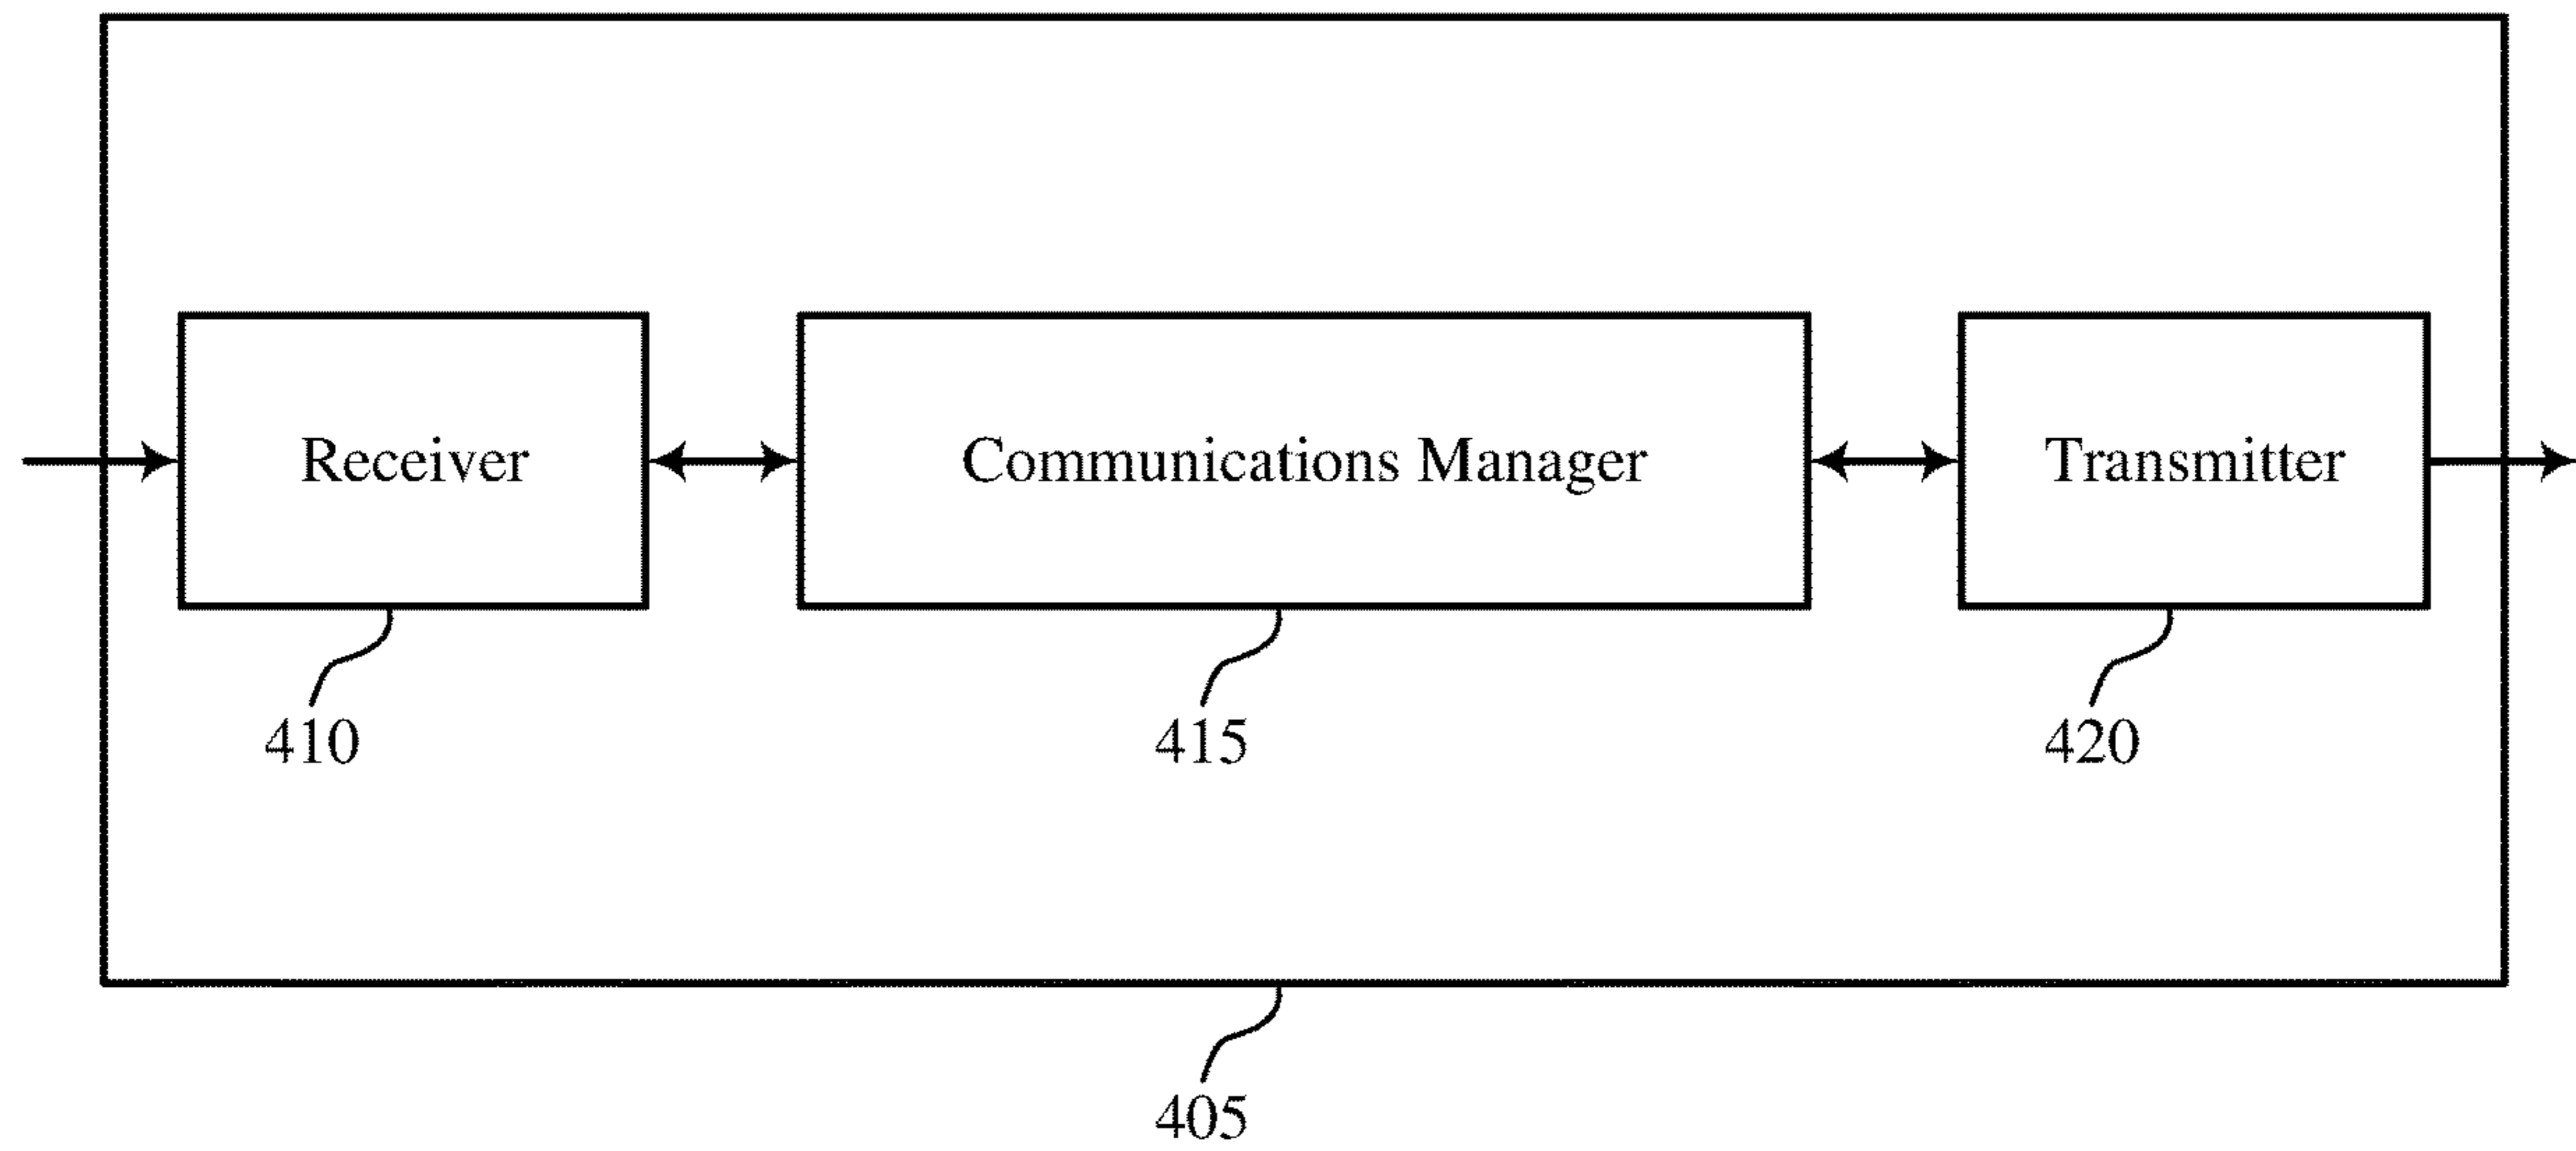 Receiver
Communications Manager
Transmitter
410
415
420
405